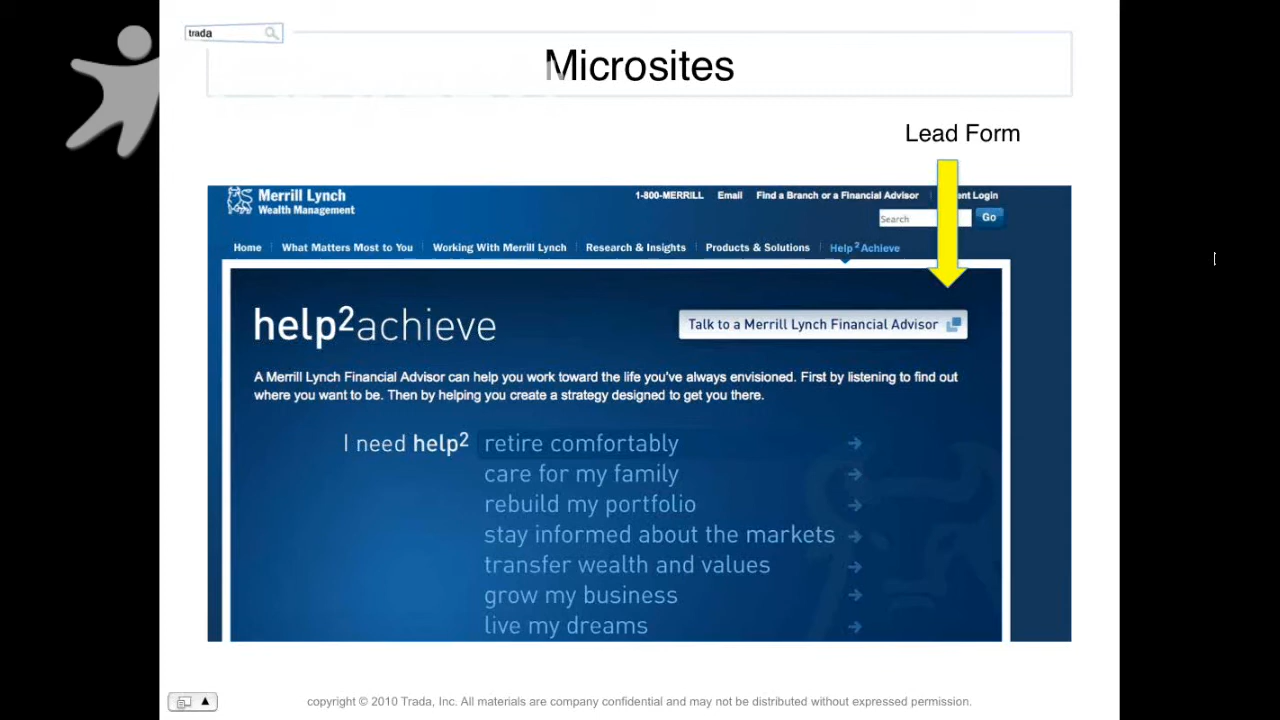 trada
Microsites
Lead Form
Merrill Lynch
Wealth Management
1-800-MERRILL Email Find a Branch or a Financial Advisor Login
Search Go
Home What Matters Most to You Working With Merrill Lynch Research & Insights Products & Solutions Help²Achieve
help²achieve
Talk to a Merrill Lynch Financial Advisor
A Merrill Lynch Financial Advisor can help you work toward the life you've always envisioned. First by listening to find out
where you want to be. Then by helping you create a strategy designed to get you there.
I need help² retire comfortably
care for my family
rebuild my portfolio
stay informed about the markets
transfer wealth and values
grow my business
live my dreams
copyright © 2010 Trada, Inc. All materials are company confidential and may not be distributed without expressed permission.